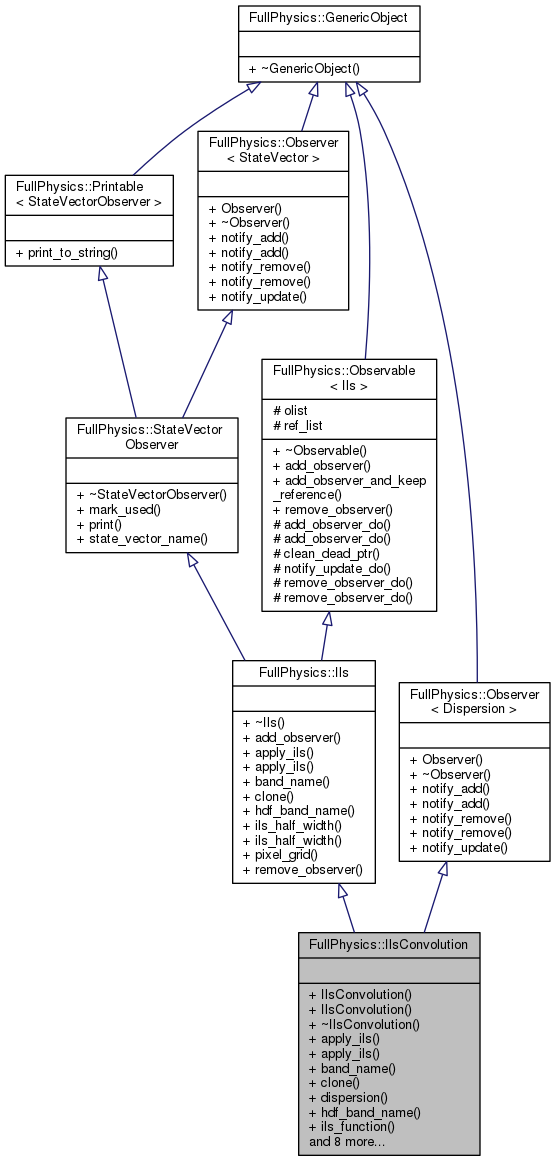 FullPhysics::GenericObject
+ ~GenericObject()
FullPhysics::Observer
< StateVector >
+ Observer()
+ ~Observer()
+ notify_add()
+ notify_add()
+ notify_remove()
+ notify_remove()
+ notify_update()
FullPhysics::Printable
< StateVectorObserver >
+ print_to_string()
FullPhysics::Observable
< Ils >
# olist
# ref_list
+ ~Observable()
+ add_observer()
+ add_observer_and_keep
_reference()
+ remove_observer()
# add_observer_do()
# add_observer_do()
# clean_dead_ptr()
# notify_update_do()
# remove_observer_do()
# remove_observer_do()
FullPhysics::StateVector
Observer
+ ~StateVectorObserver()
+ mark_used()
+ print()
+ state_vector_name()
FullPhysics::Ils
+ ~Ils()
+ add_observer()
+ apply_ils()
+ apply_ils()
+ band_name()
+ clone()
+ hdf_band_name()
+ ils_half_width()
+ ils_half_width()
+ pixel_grid()
+ remove_observer()
FullPhysics::Observer
< Dispersion >
+ Observer()
+ ~Observer()
+ notify_add()
+ notify_add()
+ notify_remove()
+ notify_remove()
+ notify_update()
FullPhysics::IlsConvolution
+ IlsConvolution()
+ IlsConvolution()
+ ~IlsConvolution()
+ apply_ils()
+ apply_ils()
+ band_name()
+ clone()
+ dispersion()
+ hdf_band_name()
+ ils_function()
and 8 more...